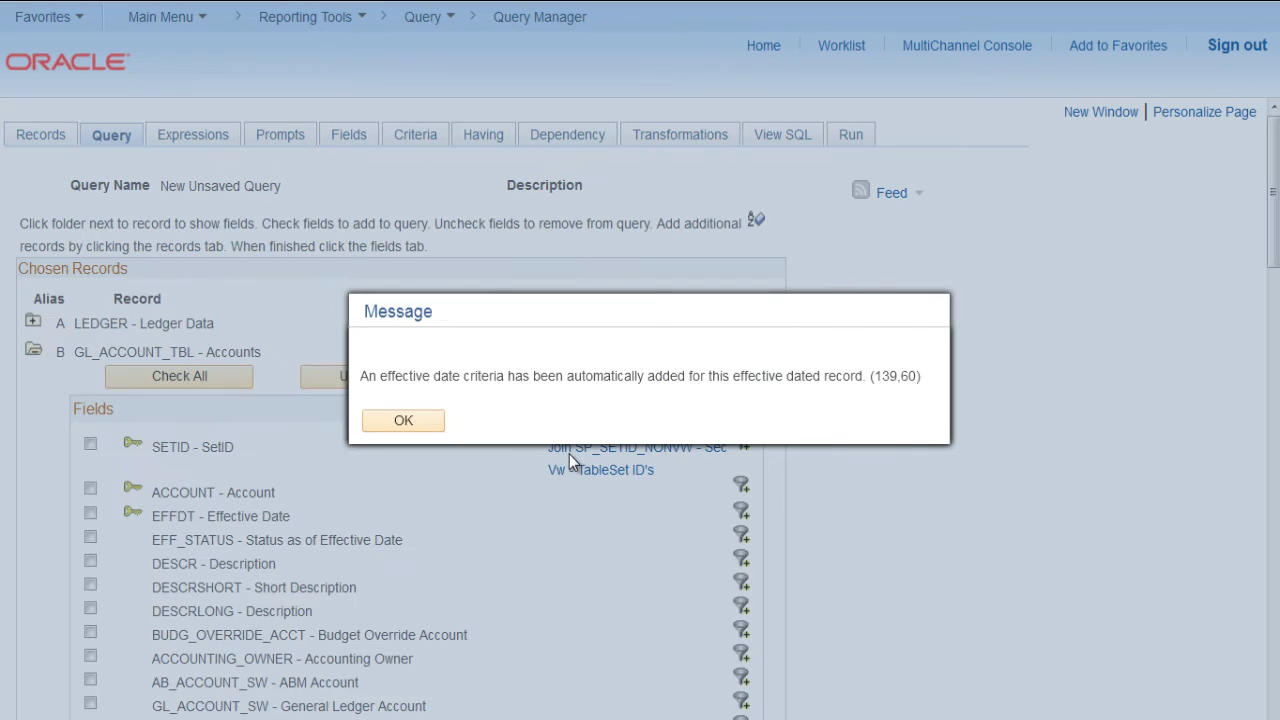 Favorites Main Menu Reporting Tools Query Query Manager
Home Worklist MultiChannel Console Add to Favorites Sign out
ORACLE
New Window Personalize Page
Records Query Expressions Prompts Fields Criteria Having Dependency Transformations View SQL Run
Query Name New Unsaved Query Description
Feed
Click folder next to record to show fields. Check fields to add to query. Uncheck fields to remove from query. Add additional
records by clicking the records tab. When finished click the fields tab.
Chosen Records
Alias Record
A LEDGER - Ledger Data
B GL_ACCOUNT_TBL - Accounts
Check All U
Message
An effective date criteria has been automatically added for this effective dated record. (139,60)
OK
Fields
SETID - SetID Join SP_SETID_NONVW - Sec
Vw - TableSet ID's
ACCOUNT - Account
EFFDT - Effective Date
EFF_STATUS - Status as of Effective Date
DESCR - Description
DESCRSHORT - Short Description
DESCRLONG - Description
BUDG_OVERRIDE_ACCT - Budget Override Account
ACCOUNTING_OWNER - Accounting Owner
AB_ACCOUNT_SW - ABM Account
GL_ACCOUNT_SW - General Ledger Account